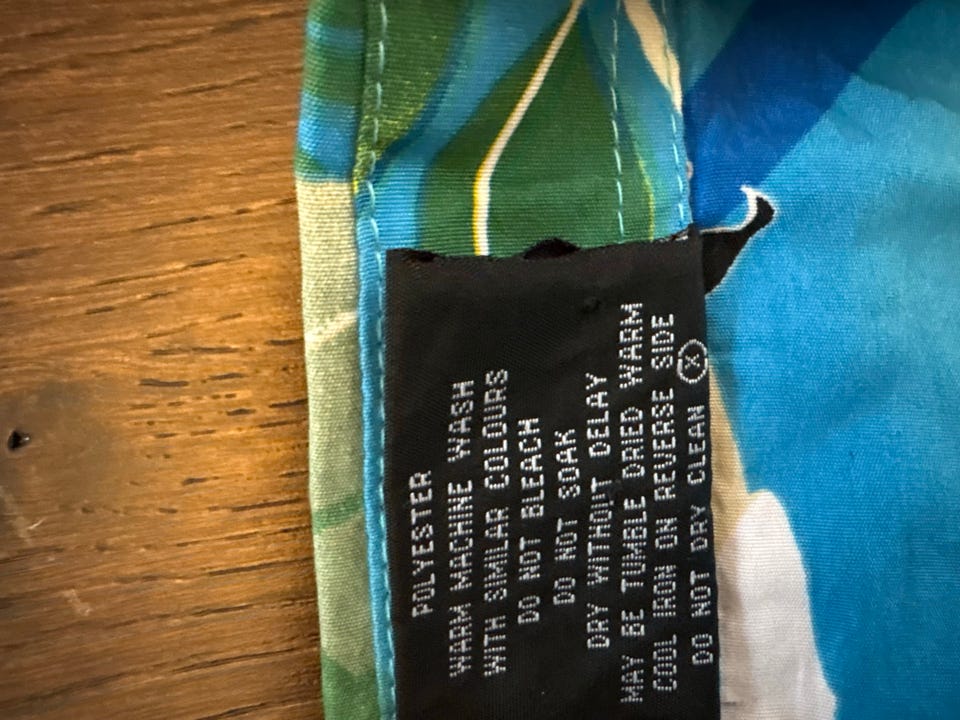 POLYESTER
WARM MACHINE WASH
WITH SIMILAR COLOURS
DO NOT BLEACH
DO NOT SOAK
DRY WITHOUT DELAY
MAY BE TUMBLE DRIED WARM
COOL IRON ON REVERSE SIDE
DO NOT DRY CLEAN Ⓧ